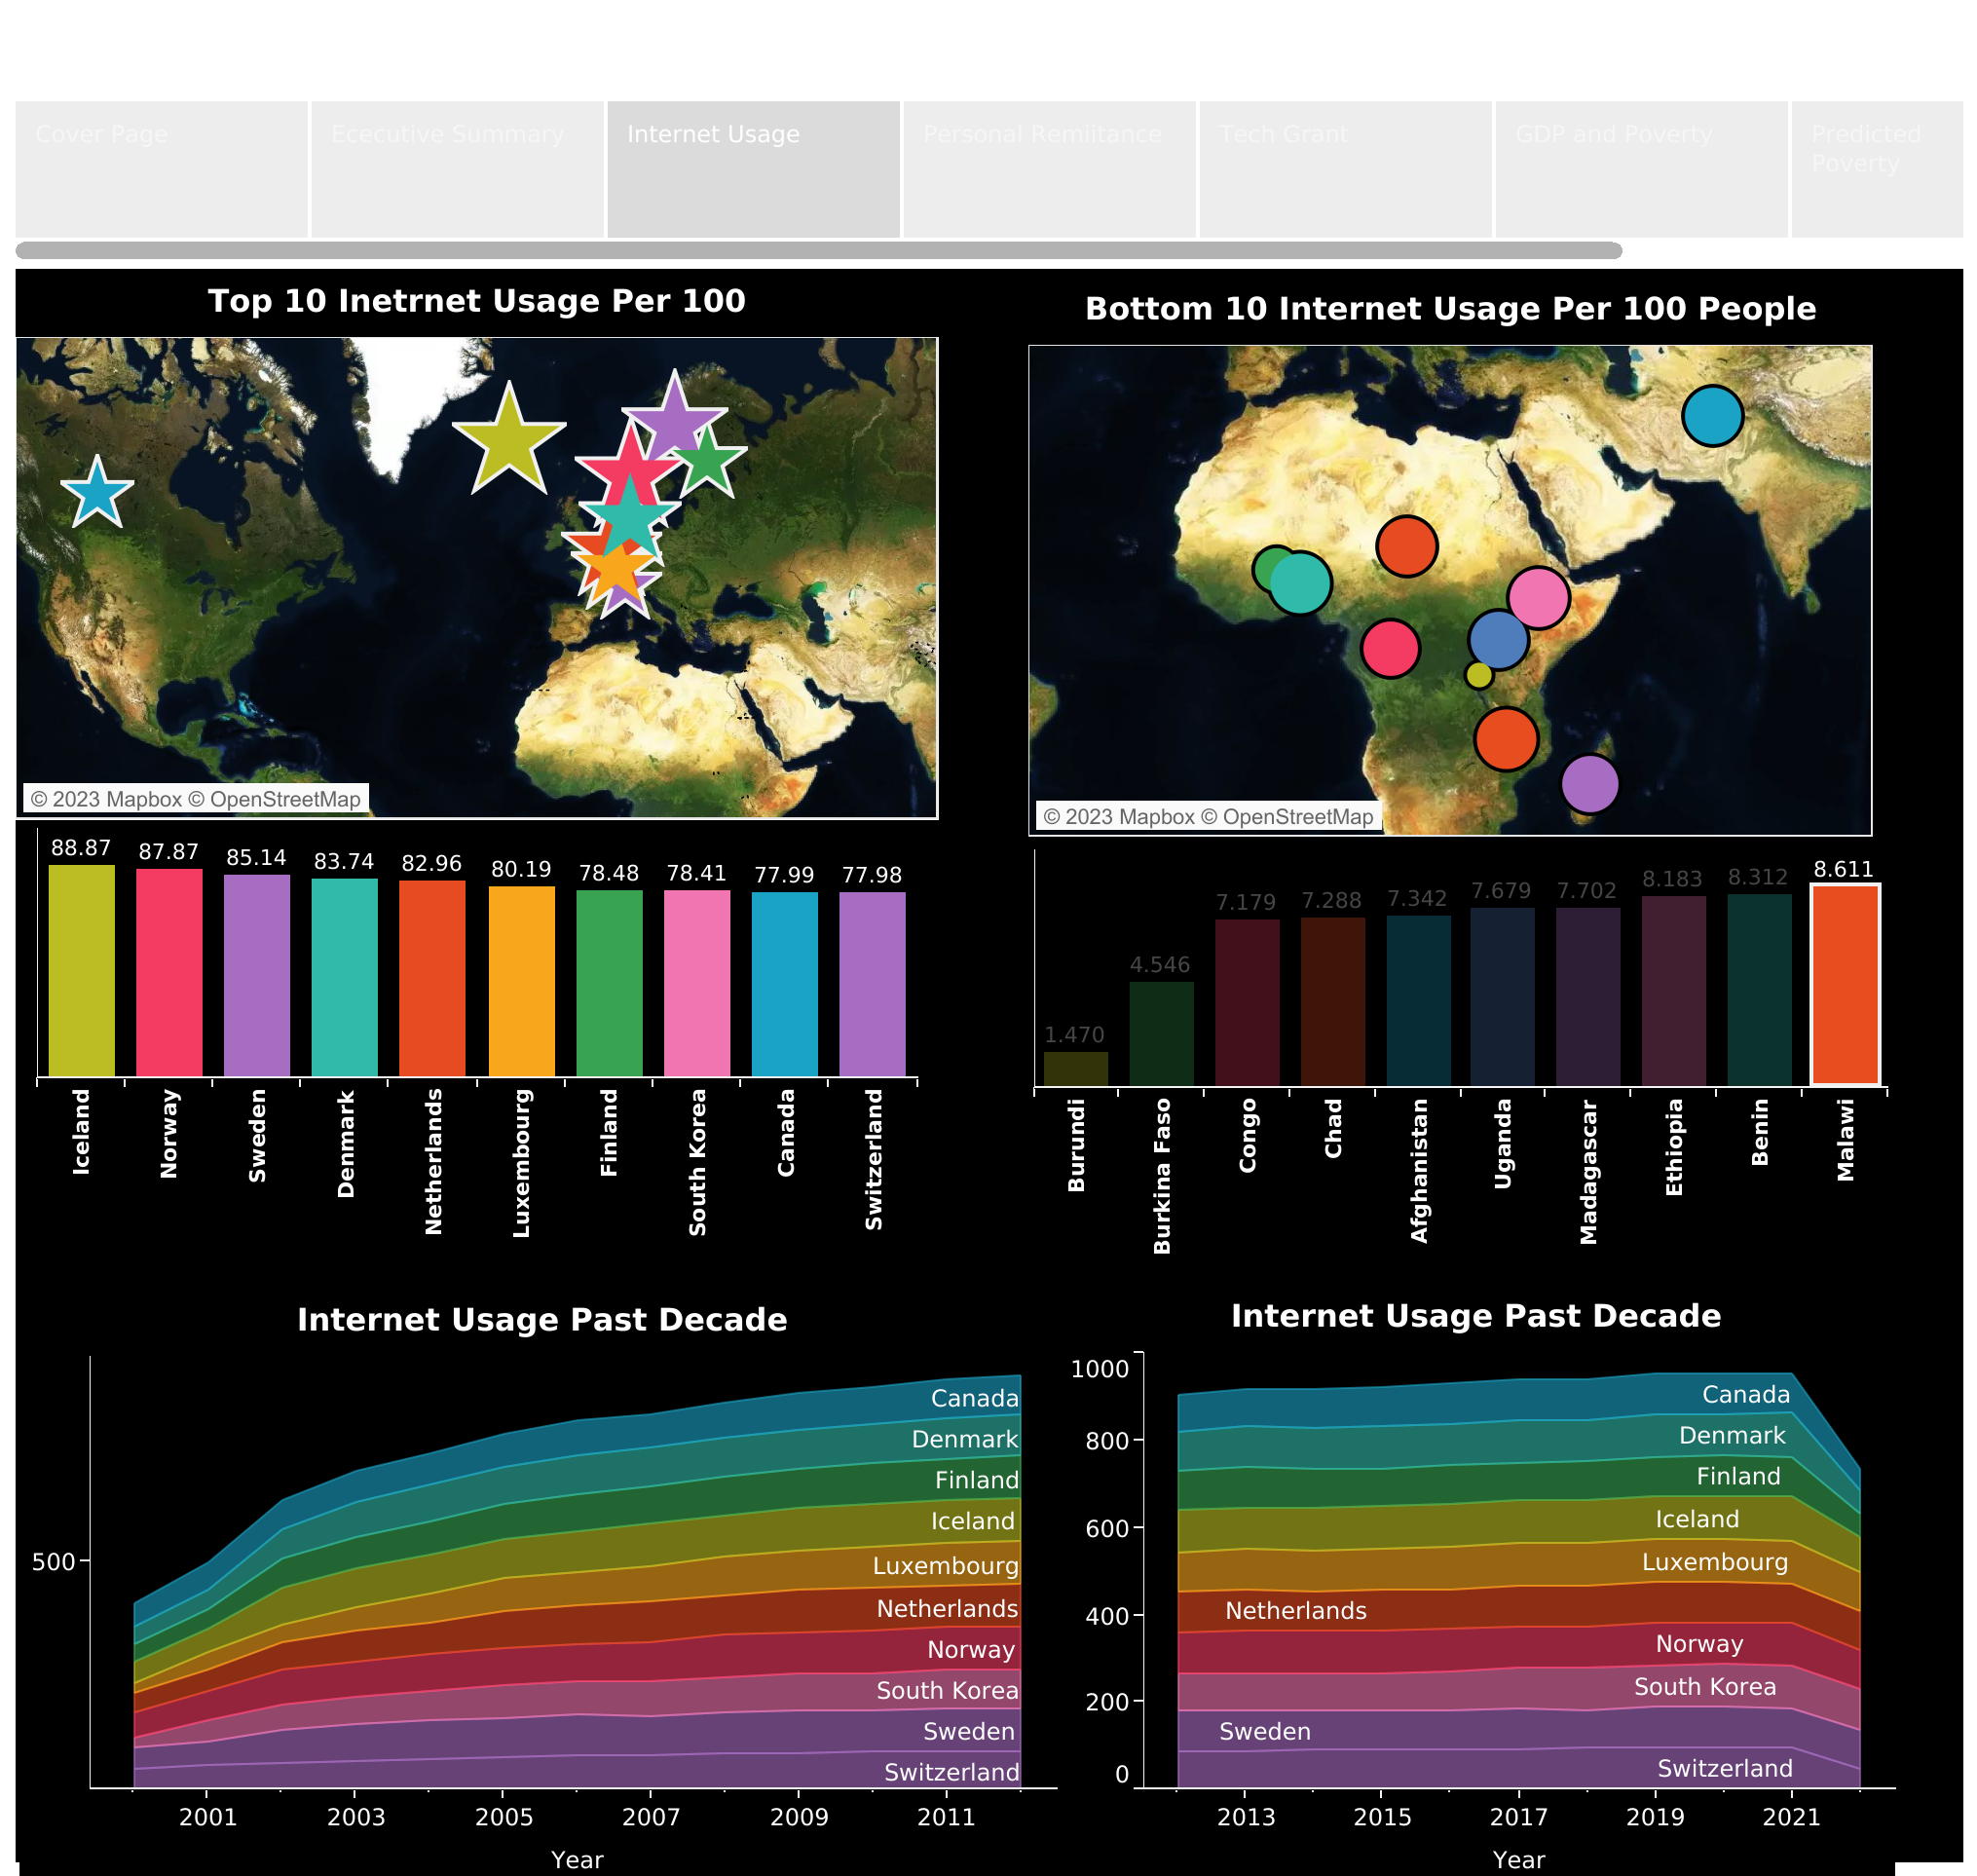 Cover Page
Ececutive Summary
Internet Usage
Personal Remiitance
Tech Grant
GDP and Poverty
Predicted
Poverty
Top 10 Inetrnet Usage Per 100
© 2023 Mapbox © OpenStreetMap
88.87 87.87 85.14 83.74 82.96 80.19 78.48 78.41 77.99 77.98
Iceland
Norway
Sweden
Denmark
Netherlands
Luxembourg
Finland
South Korea
Canada
Switzerland
Bottom 10 Internet Usage Per 100 People
© 2023 Mapbox © OpenStreetMap
1.470 4.546 7.179 7.288 7.342 7.679 7.702 8.183 8.312 8.611
Burundi
Burkina Faso
Congo
Chad
Afghanistan
Uganda
Madagascar
Ethiopia
Benin
Malawi
Internet Usage Past Decade
500
Canada
Denmark
Finland
Iceland
Luxembourg
Netherlands
Norway
South Korea
Sweden
Switzerland
2001 2003 2005 2007 2009 2011
Year
Internet Usage Past Decade
1000
800
600
400
200
0
Canada
Denmark
Finland
Iceland
Luxembourg
Netherlands
Norway
South Korea
Sweden
Switzerland
2013 2015 2017 2019 2021
Year